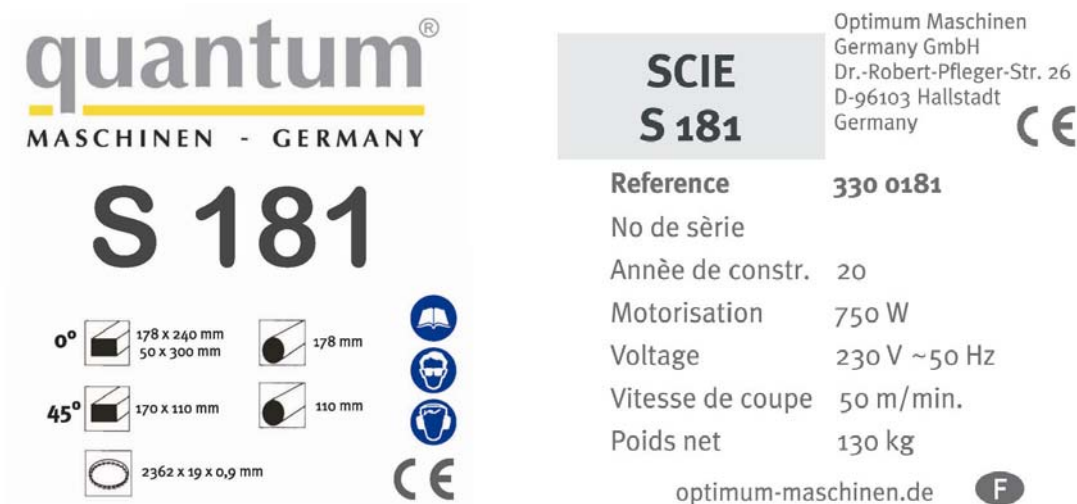 quantum®
MASCHINEN - GERMANY
S 181
0° 178 x 240 mm
50 x 300 mm
178 mm
45° 170 x 110 mm
110 mm
2362 x 19 x 0,9 mm
CE
SCIE
S 181
Optimum Maschinen
Germany GmbH
Dr.-Robert-Pfleger-Str. 26
D-96103 Hallstadt
Germany
CE
Reference 330 0181
No de sèrie
Annèe de constr. 20
Motorisation 750 W
Voltage 230 V ~50 Hz
Vitesse de coupe 50 m/min.
Poids net 130 kg
optimum-maschinen.de F